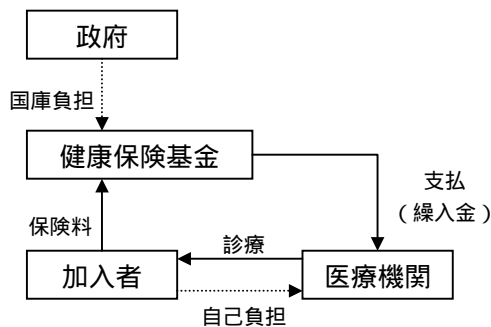 政府
国庫負担
健康保険基金
支払
（繰入金）
保険料
診療
加入者
医療機関
自己負担